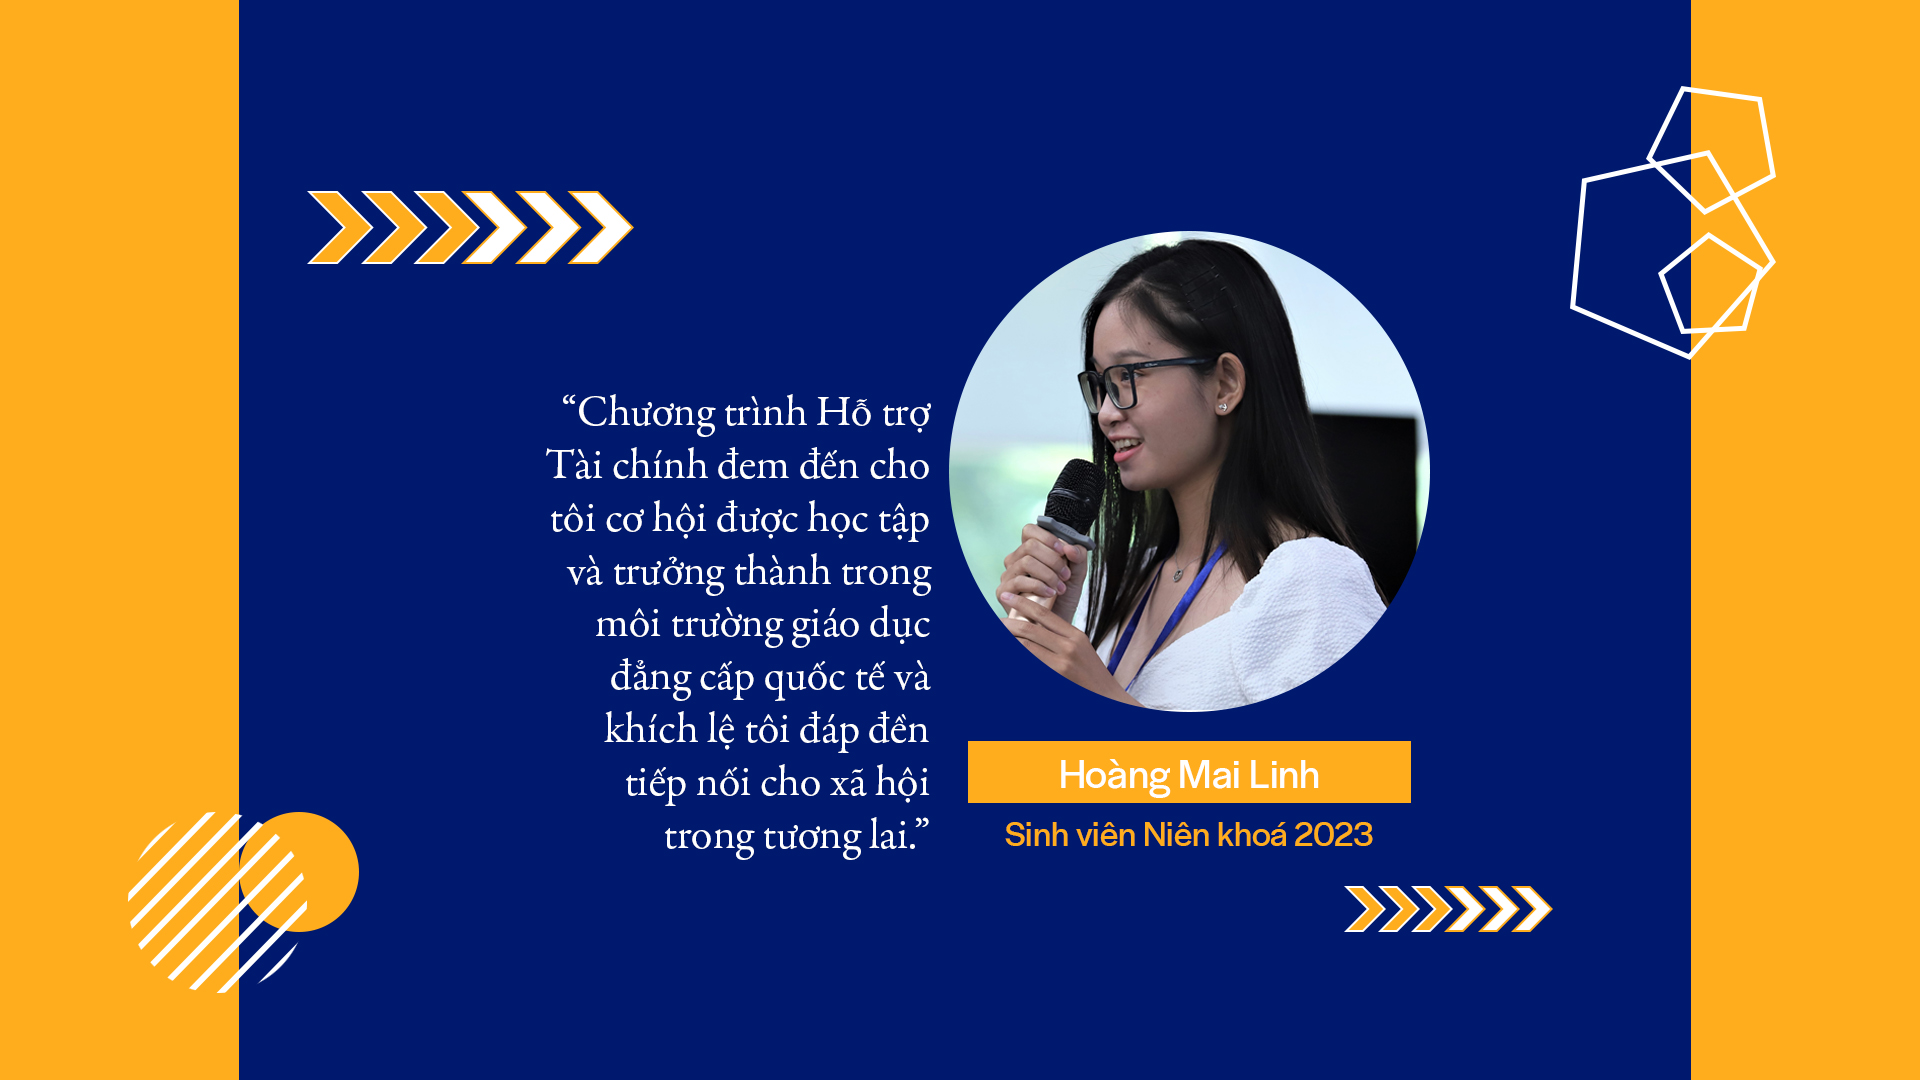 “Chương trình Hỗ trợ
Tài chính đem đến cho
tôi cơ hội được học tập
và trưởng thành trong
môi trường giáo dục
đẳng cấp quốc tế và
khích lệ tôi đáp đền
tiếp nối cho xã hội
trong tương lai.”
Hoàng Mai Linh
Sinh viên Niên khoá 2023